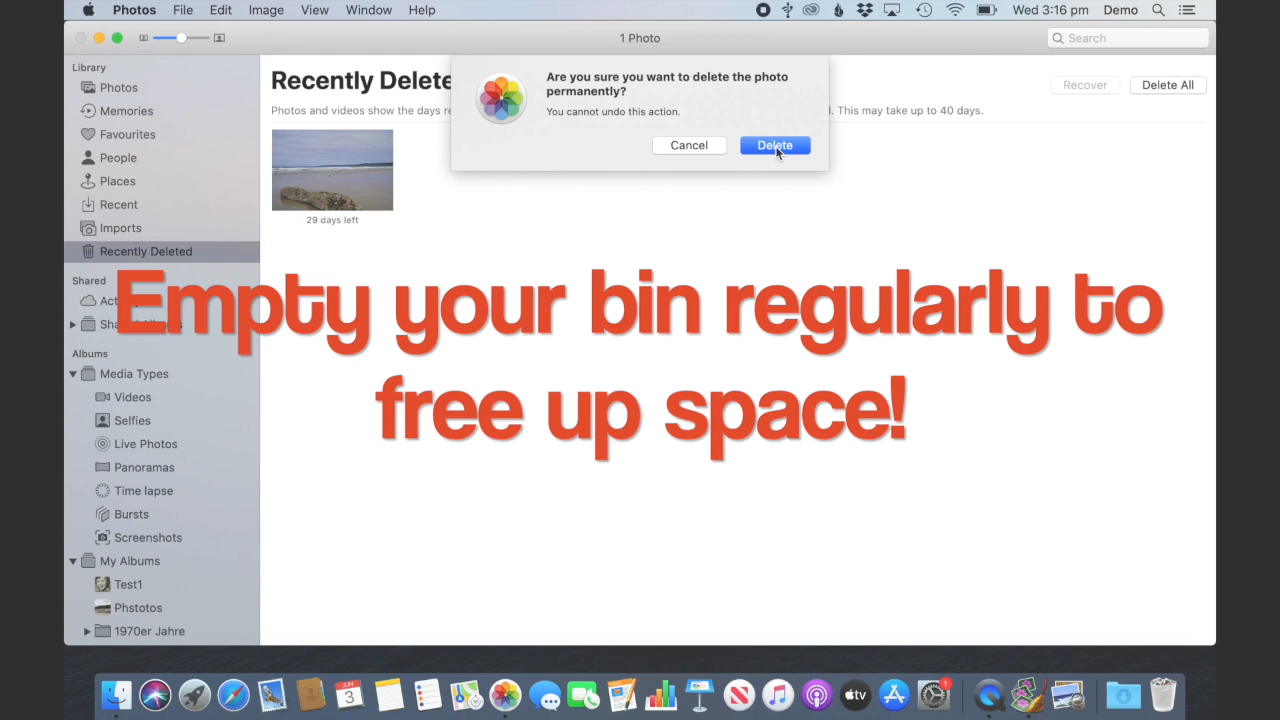 Photos File Edit Image View Window Help Wed 3:16 pm Demo
1 Photo Search
Library
Photos
Memories
Favourites
People
Places
Recent
Imports
Recently Deleted
Shared
Albums
Media Types
Videos
Selfies
Live Photos
Panoramas
Time lapse
Bursts
Screenshots
My Albums
Test1
Phstotos
1970er Jahre
Recently Delete
Recover Delete All
Photos and videos show the days re d. This may take up to 40 days.
29 days left
Are you sure you want to delete the photo
permanently?
You cannot undo this action.
Cancel Delete
Empty your bin regularly to
free up space!
JUN
3
tv
1